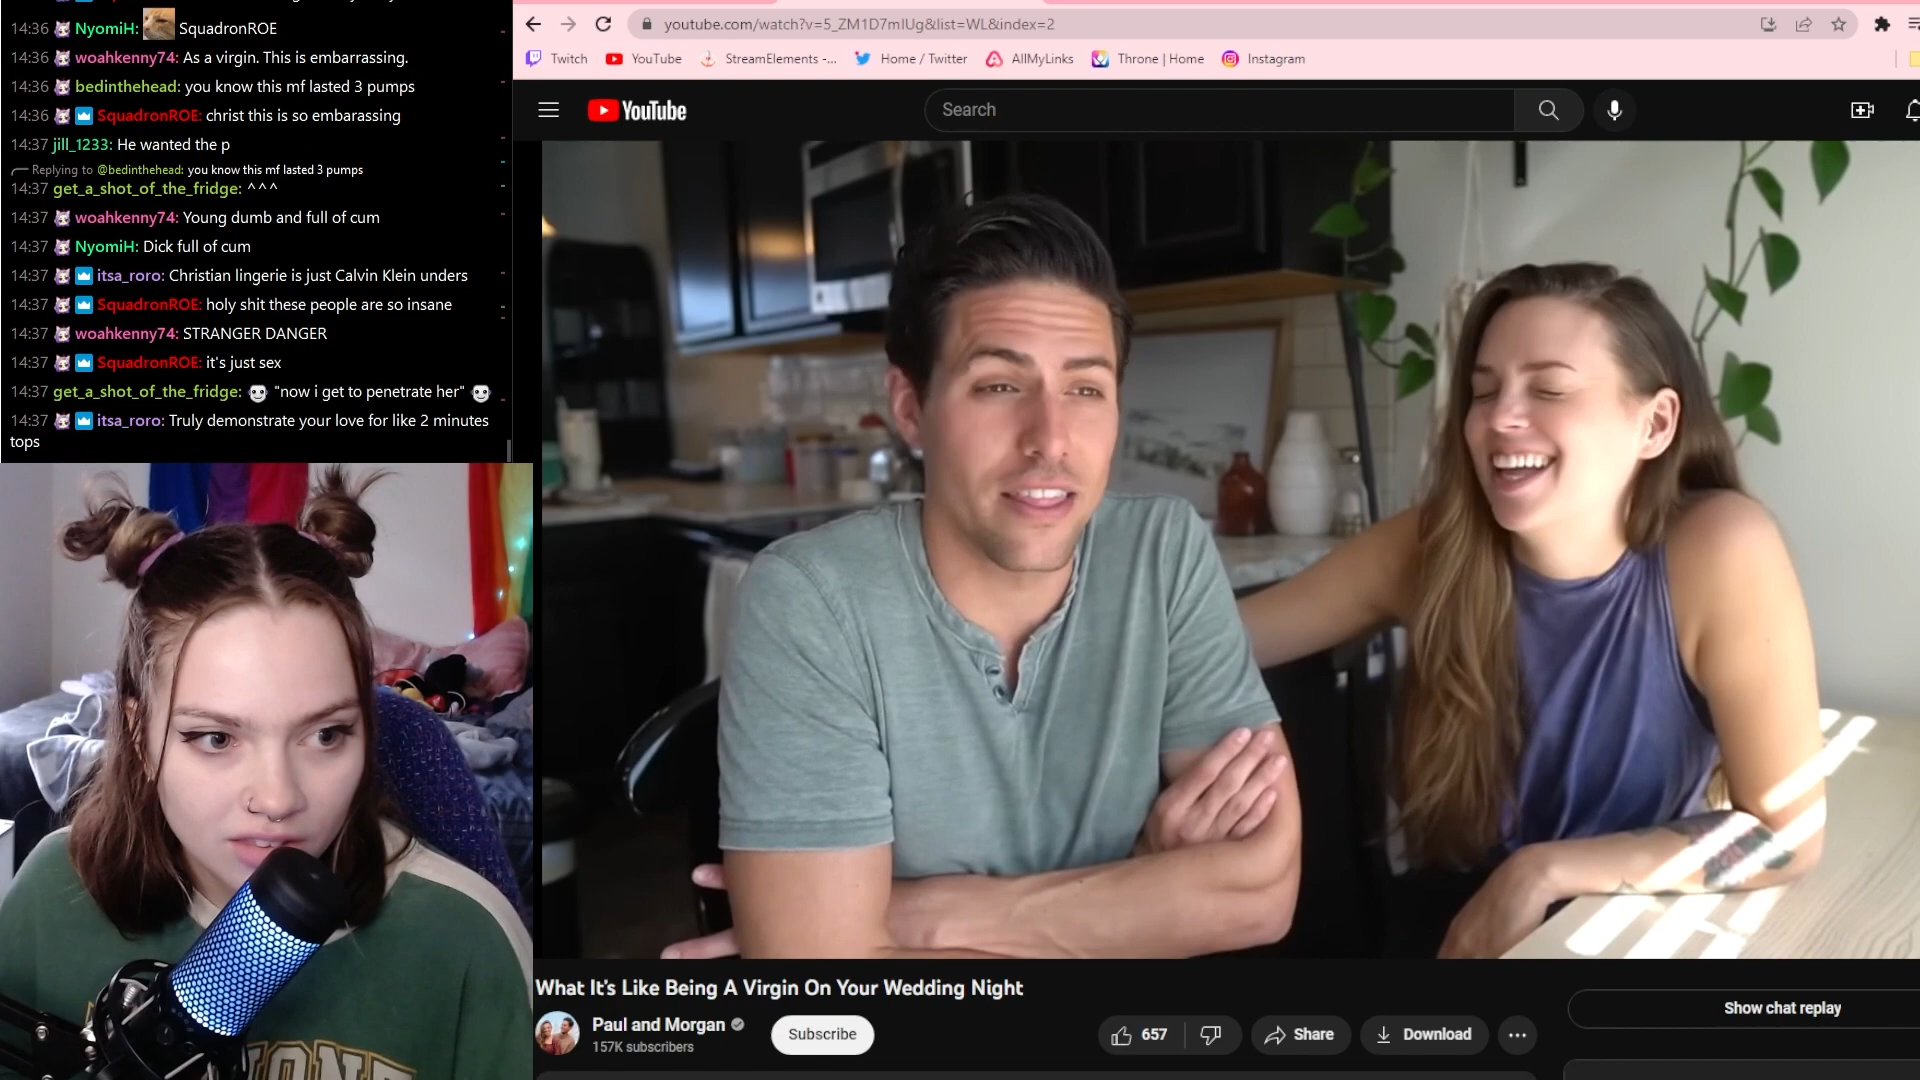 14:36 NyomiH: SquadronROE
14:36 woahkenny74: As a virgin. This is embarrassing.
14:36 bedinthehead: you know this mf lasted 3 pumps
14:36 SquadronROE: christ this is so embarassing
14:37 jill_1233: He wanted the p
Replying to @bedinthehead: you know this mf lasted 3 pumps
14:37 get_a_shot_of_the_fridge: ^^^
14:37 woahkenny74: Young dumb and full of cum
14:37 NyomiH: Dick full of cum
14:37 itsa_roro: Christian lingerie is just Calvin Klein unders
14:37 SquadronROE: holy shit these people are so insane
14:37 woahkenny74: STRANGER DANGER
14:37 SquadronROE: it's just sex
14:37 get_a_shot_of_the_fridge: "now i get to penetrate her"
14:37 itsa_roro: Truly demonstrate your love for like 2 minutes
tops
youtube.com/watch?v=5_ZM1D7mIUg&list=WL&index=2
Twitch YouTube StreamElements -... Home / Twitter AllMyLinks Throne | Home Instagram
YouTube Search
What It's Like Being A Virgin On Your Wedding Night
Paul and Morgan
157K subscribers
Subscribe
657 Share Download
Show chat replay